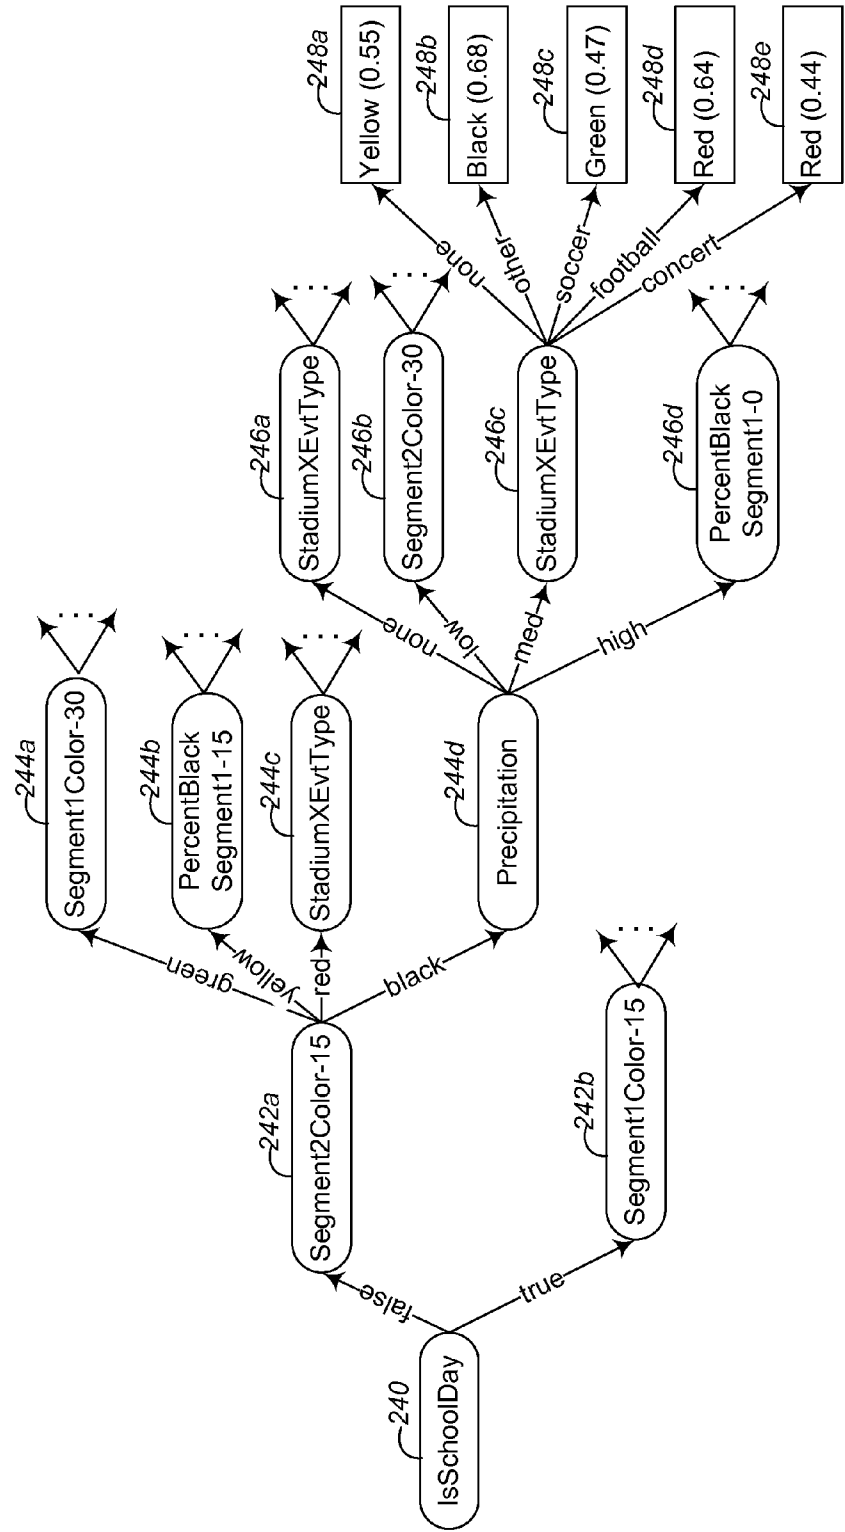 240
IsSchoolDay
false
true
242a
Segment2Color-15
242b
Segment1Color-15
green
yellow
red
black
244a
Segment1Color-30
244b
PercentBlack
Segment1-15
244c
StadiumXEvtType
244d
Precipitation
none
low
med
high
246a
StadiumXEvtType
246b
Segment2Color-30
246c
StadiumXEvtType
246d
PercentBlack
Segment1-0
none
other
soccer
football
concert
248a
Yellow (0.55)
248b
Black (0.68)
248c
Green (0.47)
248d
Red (0.64)
248e
Red (0.44)